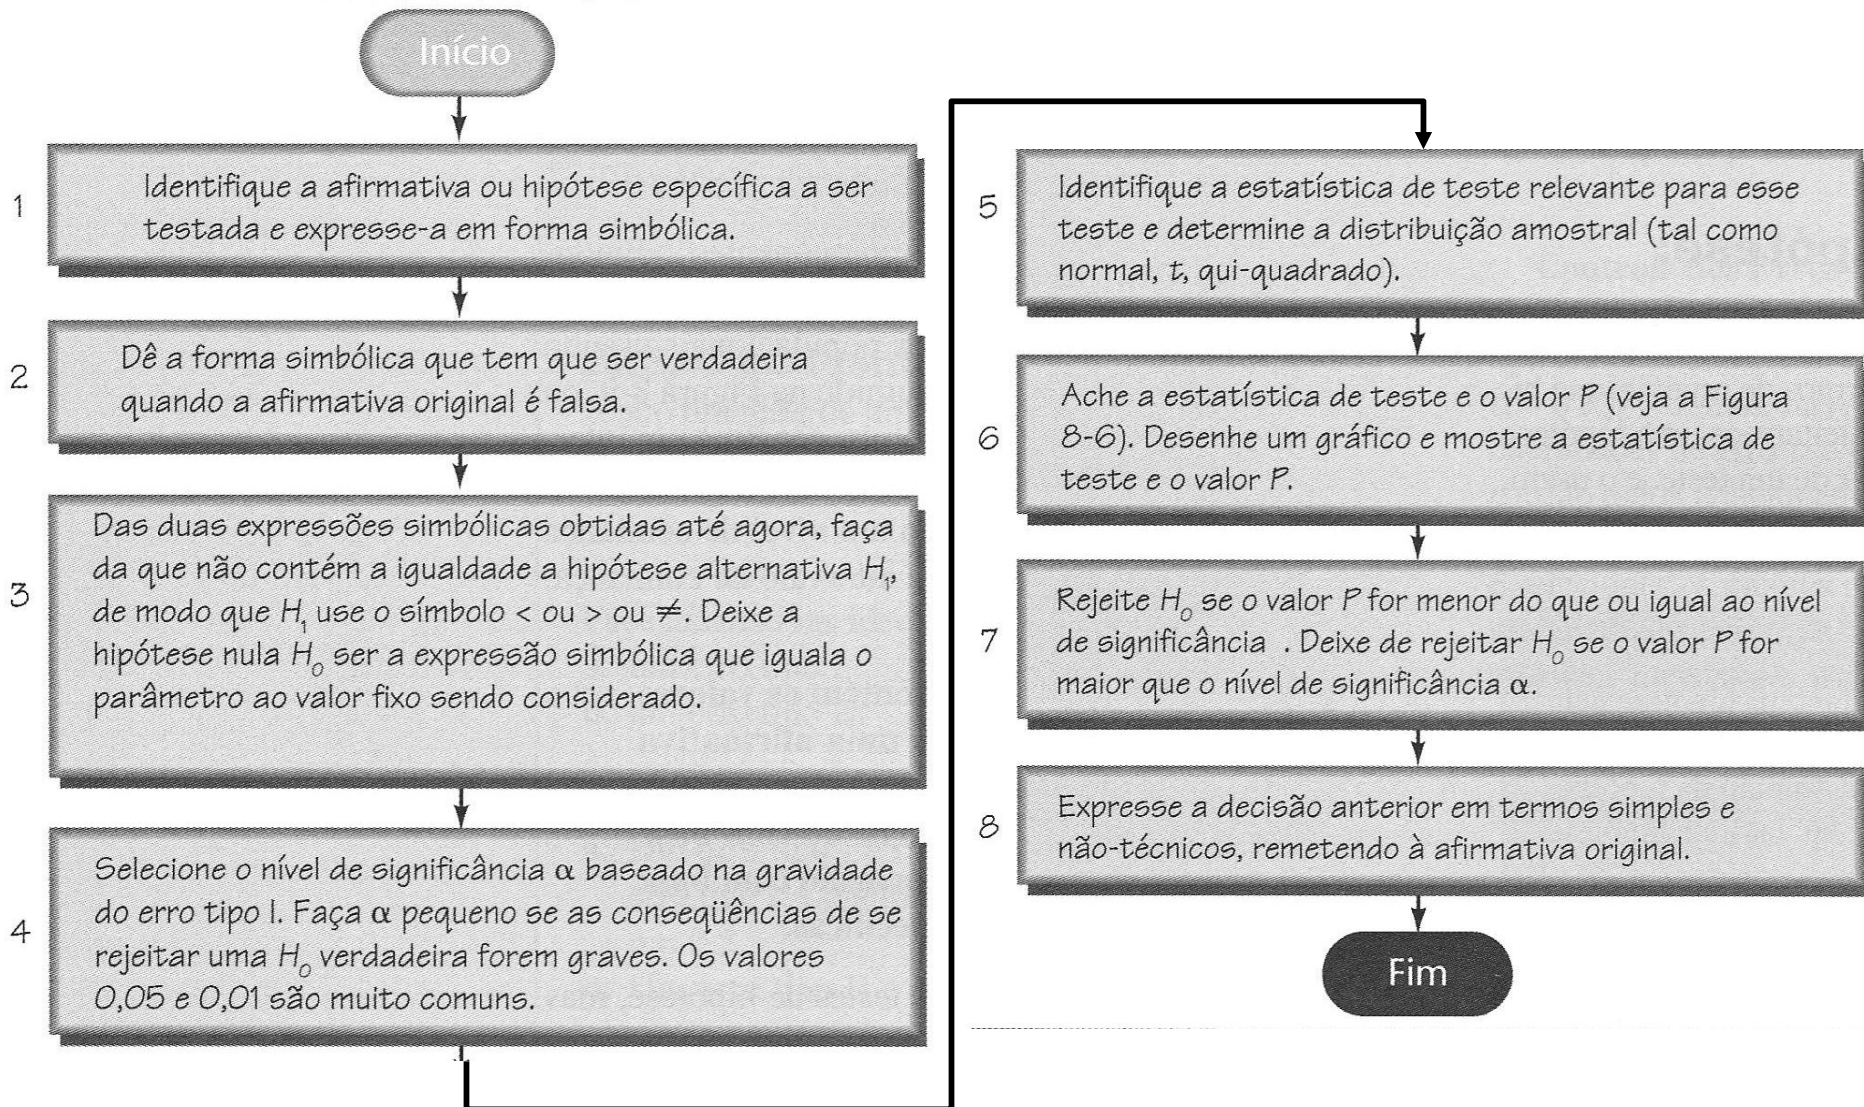 Início
1
Identifique a afirmativa ou hipótese específica a ser
testada e expresse-a em forma simbólica.
2
Dê a forma simbólica que tem que ser verdadeira
quando a afirmativa original é falsa.
3
Das duas expressões simbólicas obtidas até agora, faça
da que não contém a igualdade a hipótese alternativa H₁,
de modo que H₁ use o símbolo < ou > ou ≠. Deixe a
hipótese nula H₀ ser a expressão simbólica que iguala o
parâmetro ao valor fixo sendo considerado.
4
Selecione o nível de significância α baseado na gravidade
do erro tipo I. Faça α pequeno se as conseqüências de se
rejeitar uma H₀ verdadeira forem graves. Os valores
0,05 e 0,01 são muito comuns.
5
Identifique a estatística de teste relevante para esse
teste e determine a distribuição amostral (tal como
normal, t, qui-quadrado).
6
Ache a estatística de teste e o valor P (veja a Figura
8-6). Desenhe um gráfico e mostre a estatística de
teste e o valor P.
7
Rejeite H₀ se o valor P for menor do que ou igual ao nível
de significância . Deixe de rejeitar H₀ se o valor P for
maior que o nível de significância α.
8
Expresse a decisão anterior em termos simples e
não-técnicos, remetendo à afirmativa original.
Fim